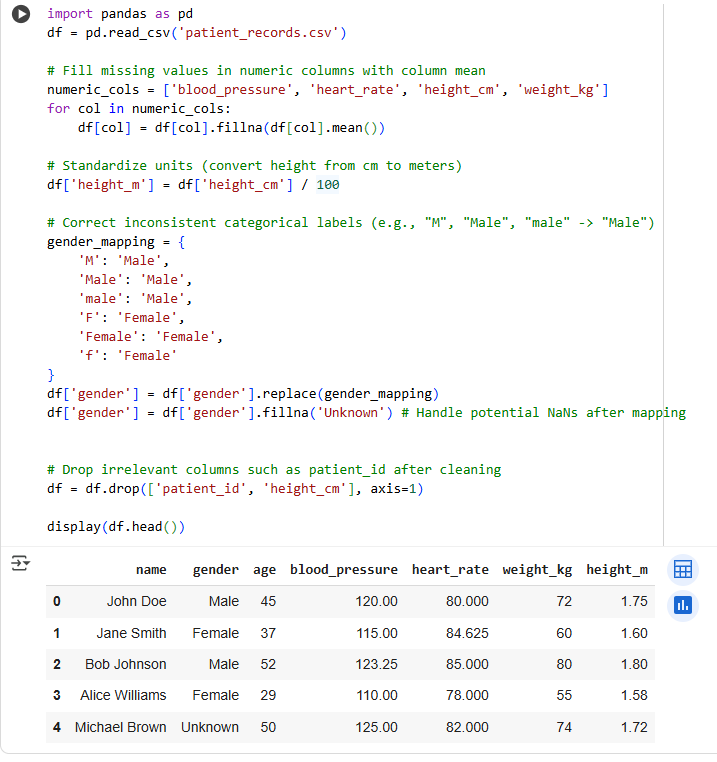 import pandas as pd
df = pd.read_csv('patient_records.csv')

# Fill missing values in numeric columns with column mean
numeric_cols = ['blood_pressure', 'heart_rate', 'height_cm', 'weight_kg']
for col in numeric_cols:
    df[col] = df[col].fillna(df[col].mean())

# Standardize units (convert height from cm to meters)
df['height_m'] = df['height_cm'] / 100

# Correct inconsistent categorical labels (e.g., "M", "Male", "male" -> "Male")
gender_mapping = {
    'M': 'Male',
    'Male': 'Male',
    'male': 'Male',
    'F': 'Female',
    'Female': 'Female',
    'f': 'Female'
}
df['gender'] = df['gender'].replace(gender_mapping)
df['gender'] = df['gender'].fillna('Unknown') # Handle potential NaNs after mapping

# Drop irrelevant columns such as patient_id after cleaning
df = df.drop(['patient_id', 'height_cm'], axis=1)

display(df.head())
name gender age blood_pressure heart_rate weight_kg height_m
0 John Doe Male 45 120.00 80.000 72 1.75
1 Jane Smith Female 37 115.00 84.625 60 1.60
2 Bob Johnson Male 52 123.25 85.000 80 1.80
3 Alice Williams Female 29 110.00 78.000 55 1.58
4 Michael Brown Unknown 50 125.00 82.000 74 1.72